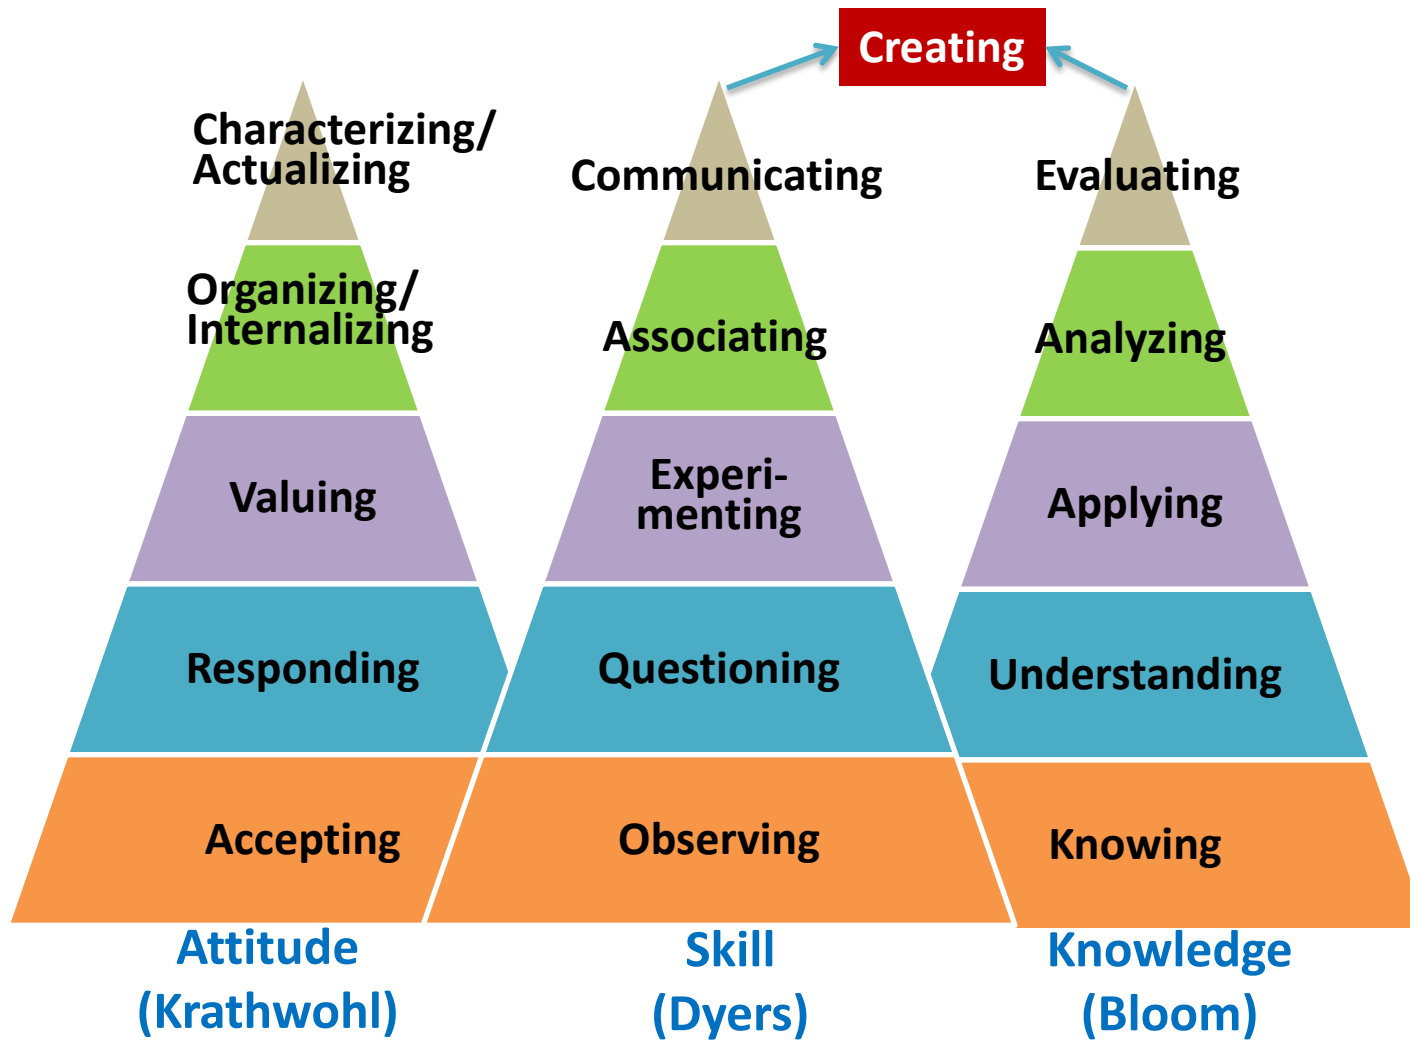 Creating
Characterizing/
Actualizing
Communicating
Evaluating
Organizing/
Internalizing
Associating
Analyzing
Valuing
Experi-
menting
Applying
Responding
Questioning
Understanding
Accepting
Observing
Knowing
Attitude
(Krathwohl)
Skill
(Dyers)
Knowledge
(Bloom)